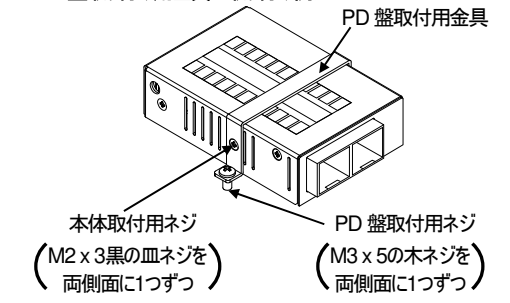 PD 盤取付用金具
本体取付用ネジ
(M2 x 3黒の皿ネジを
両側面に1つずつ)
PD 盤取付用ネジ
(M3 x 5の木ネジを
両側面に1つずつ)